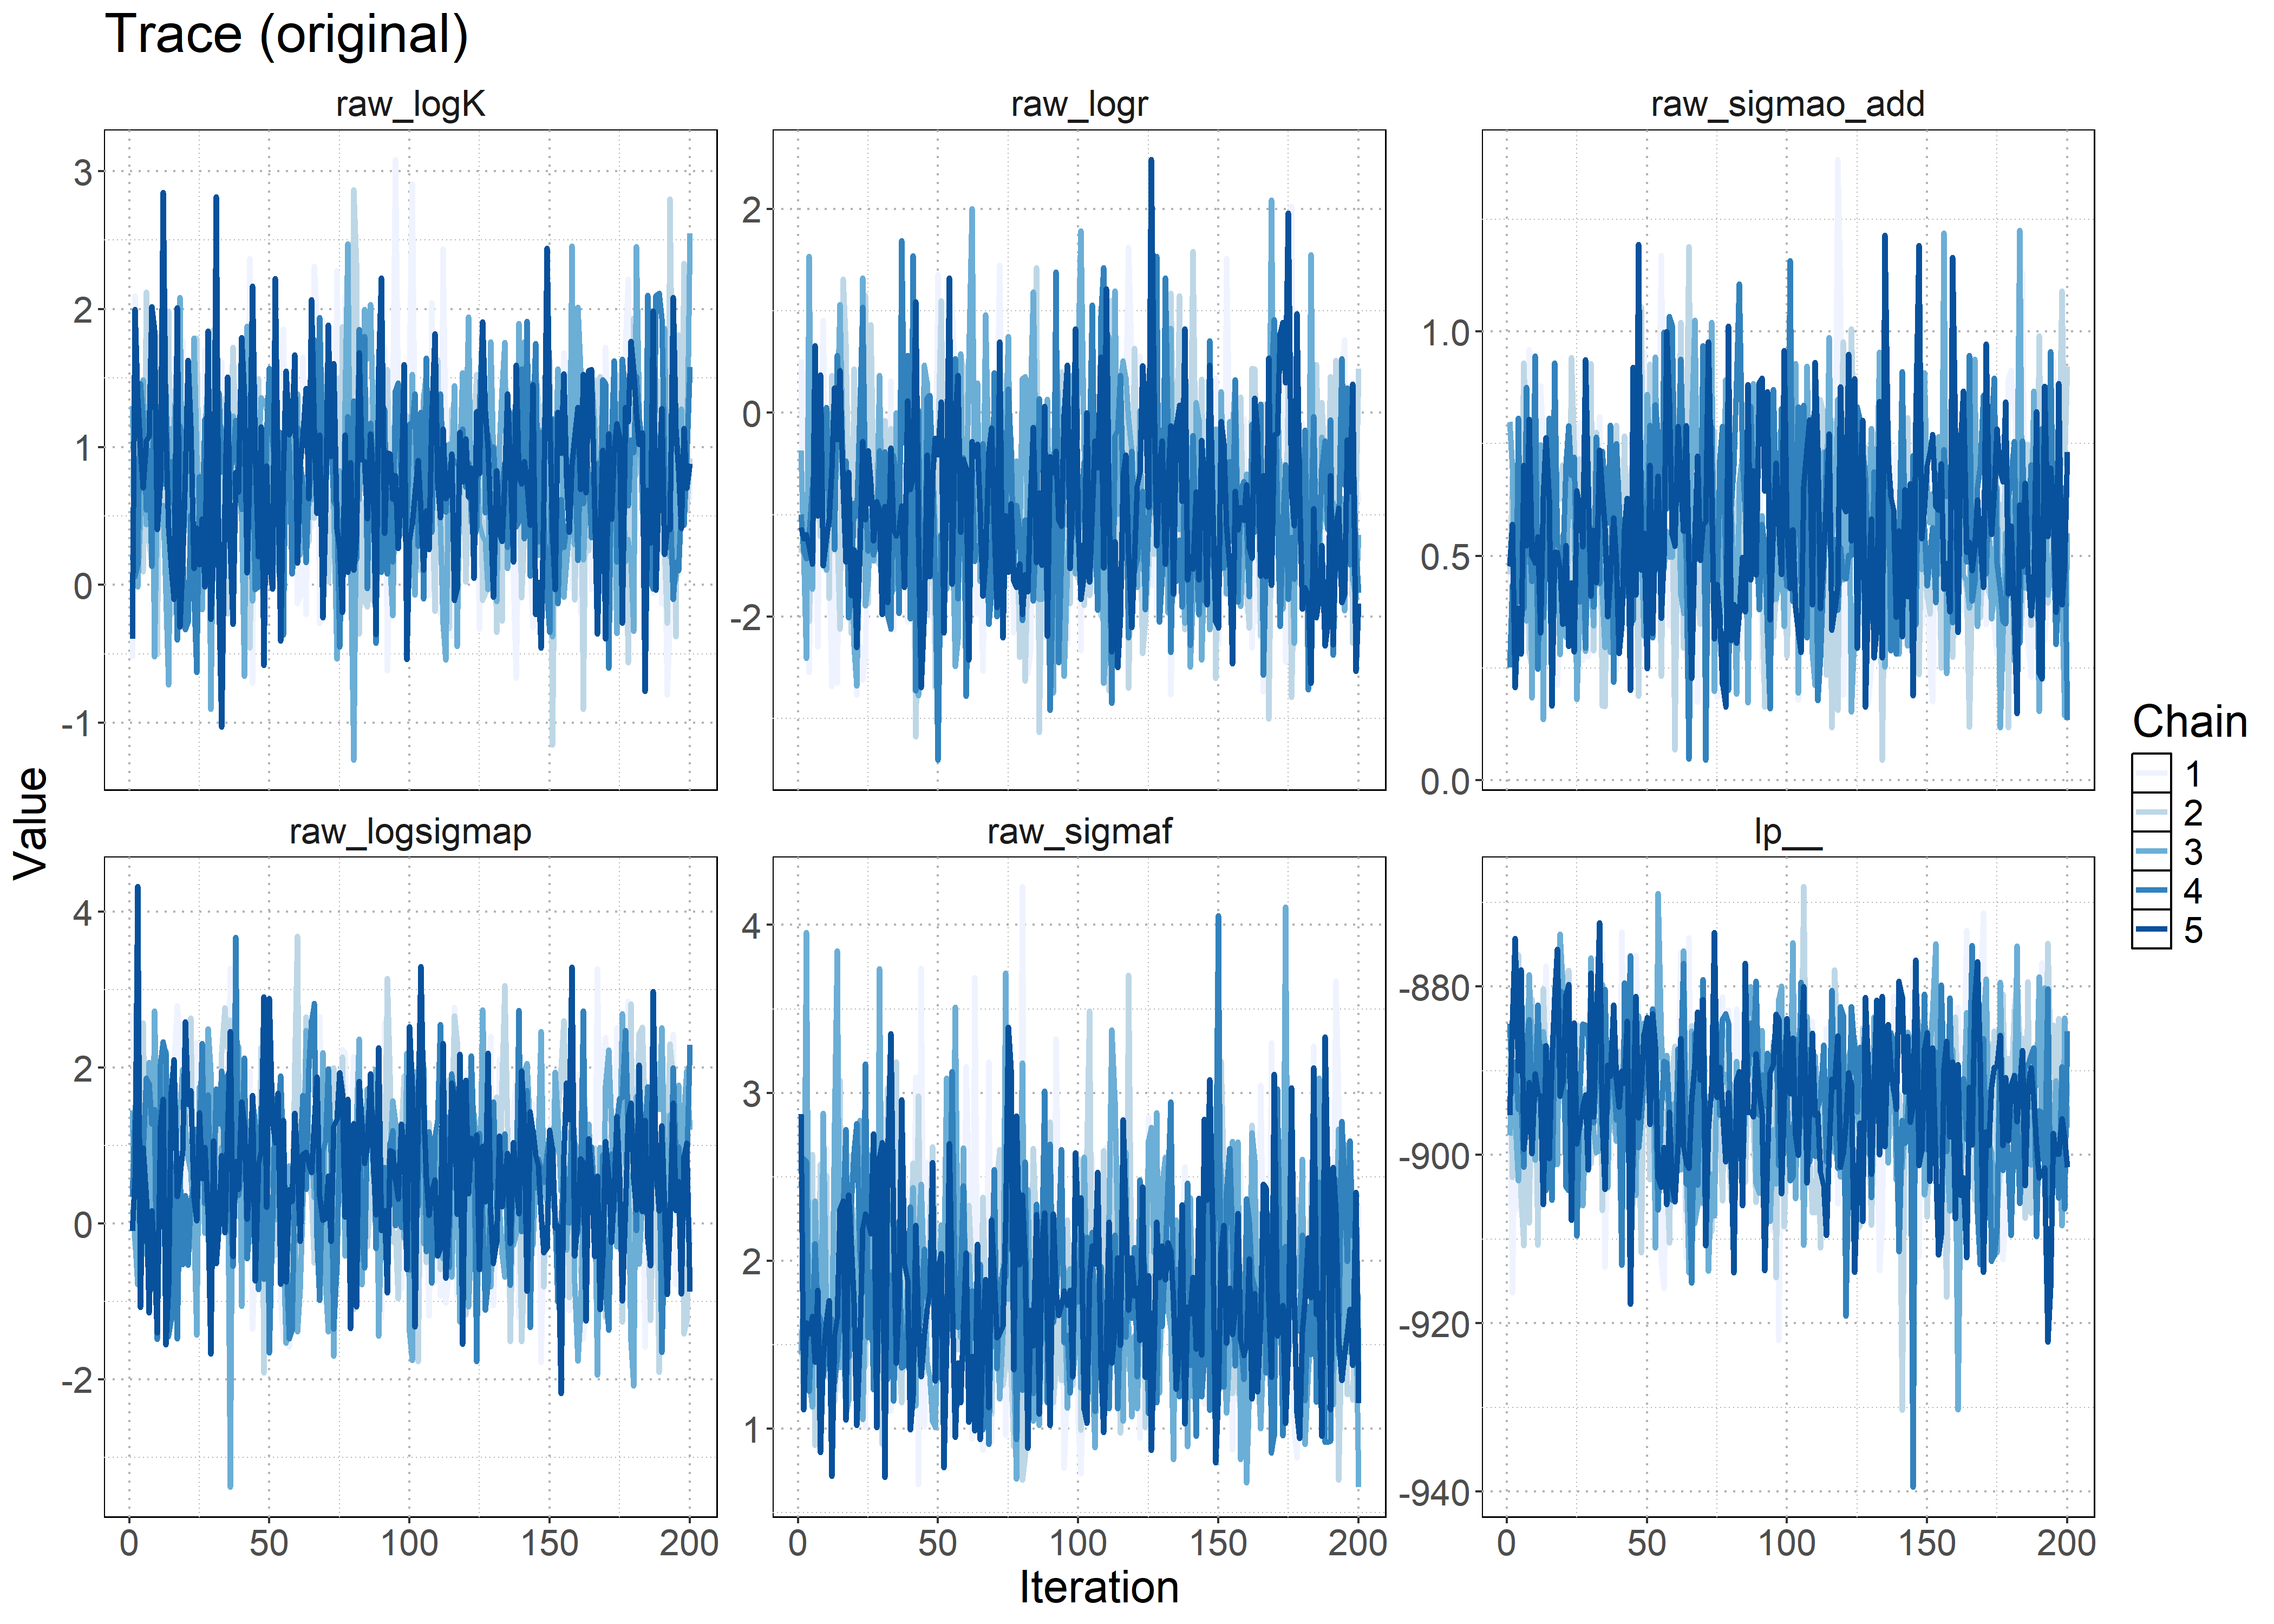 Trace (original)
raw_logK
raw_logr
raw_sigmao_add
3
2
1
0
-1
2
0
-2
1.0
0.5
0.0
raw_logsigmap
raw_sigmaf
lp__
4
2
0
-2
4
3
2
1
-880
-900
-920
-940
0 50 100 150 200
0 50 100 150 200
0 50 100 150 200
Value
Iteration
Chain
1
2
3
4
5